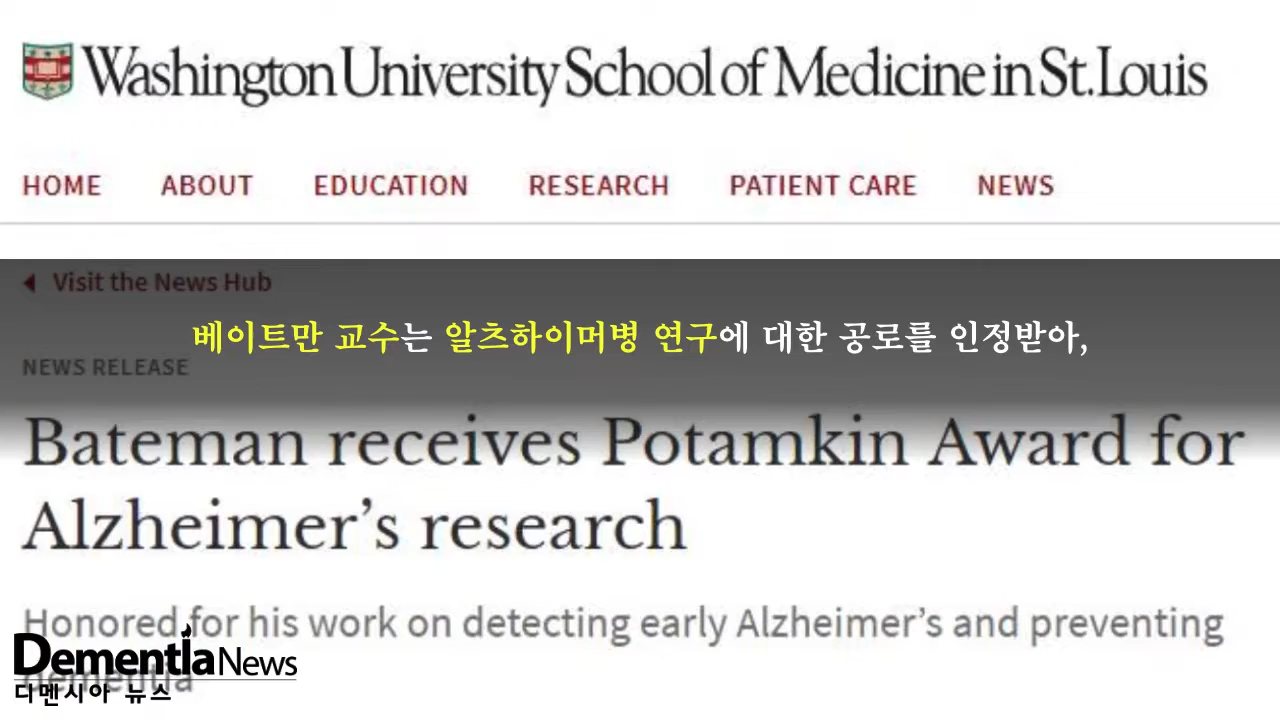 Washington University School of Medicine in St. Louis
HOME ABOUT EDUCATION RESEARCH PATIENT CARE NEWS
Visit the News Hub
베이트만 교수는 알츠하이머병 연구에 대한 공로를 인정받아,
NEWS RELEASE
Bateman receives Potamkin Award for
Alzheimer’s research
Honored for his work on detecting early Alzheimer’s and preventing
dementia
Dementia News
디멘시아 뉴스